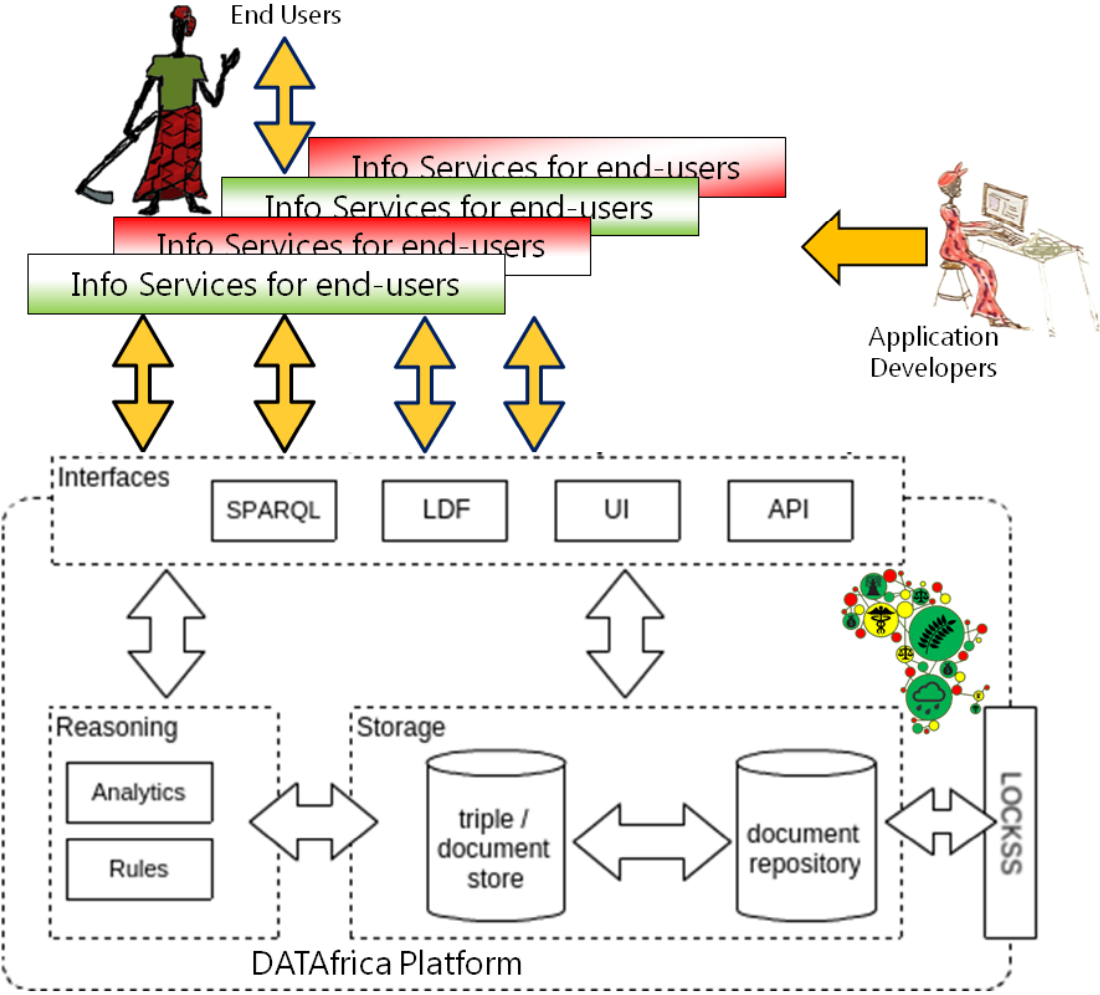 End Users
Info Services for end-users
Info Services for end-users
Info Services for end-users
Info Services for end-users
Application
Developers
Interfaces
SPARQL
LDF
UI
API
Reasoning
Analytics
Rules
Storage
triple /
document
store
document
repository
LOCKSS
DATAfrica Platform